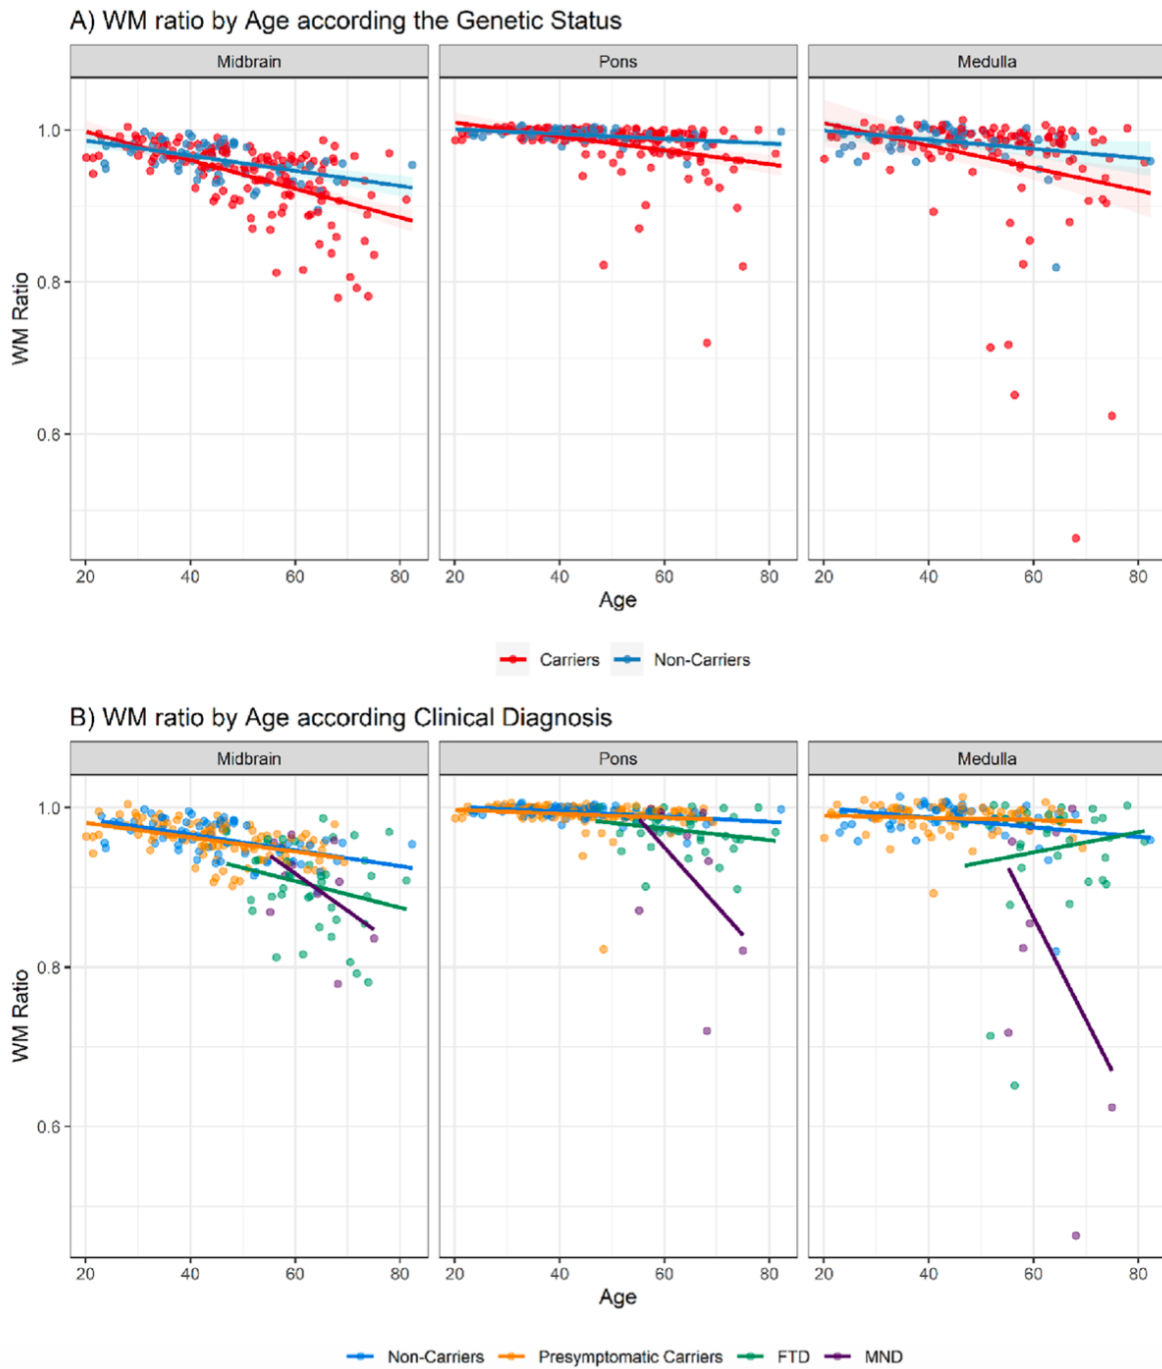 A) WM ratio by Age according the Genetic Status
Midbrain Pons Medulla
1.0
0.8
0.6
WM Ratio
20 40 60 80 20 40 60 80 20 40 60 80
Age
Carriers Non-Carriers
B) WM ratio by Age according Clinical Diagnosis
Midbrain Pons Medulla
1.0
0.8
0.6
WM Ratio
20 40 60 80 20 40 60 80 20 40 60 80
Age
Non-Carriers Presymptomatic Carriers FTD MND